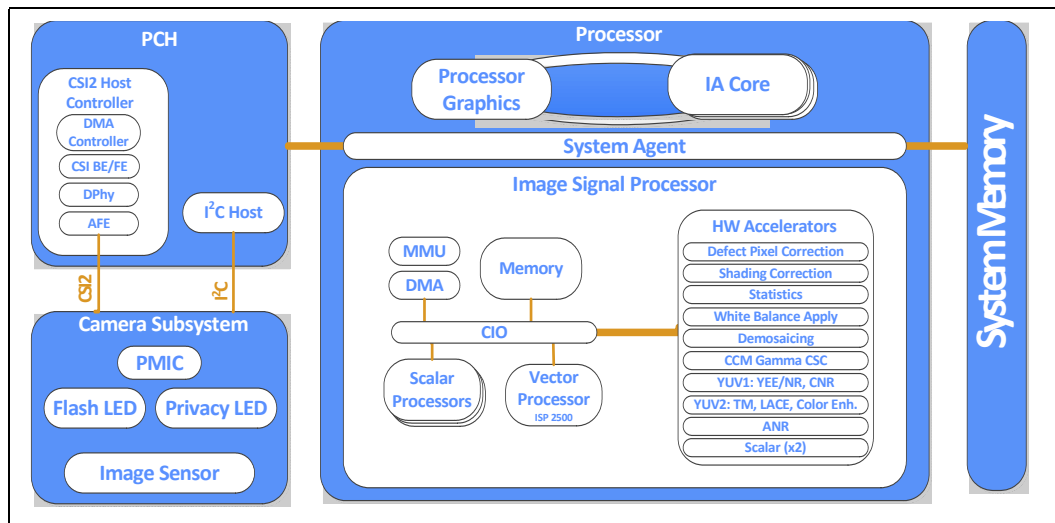 PCH
CSI2 Host
Controller
DMA
Controller
CSI BE/FE
DPhy
AFE
I²C Host
CSI2
I²C
Camera Subsystem
PMIC
Flash LED
Privacy LED
Image Sensor
Processor
Processor
Graphics
IA Core
System Agent
Image Signal Processor
MMU
DMA
Memory
CIO
Scalar
Processors
Vector
Processor
ISP 2500
HW Accelerators
Defect Pixel Correction
Shading Correction
Statistics
White Balance Apply
Demosaicing
CCM Gamma CSC
YUV1: YEE/NR, CNR
YUV2: TM, LACE, Color Enh.
ANR
Scalar (x2)
System Memory